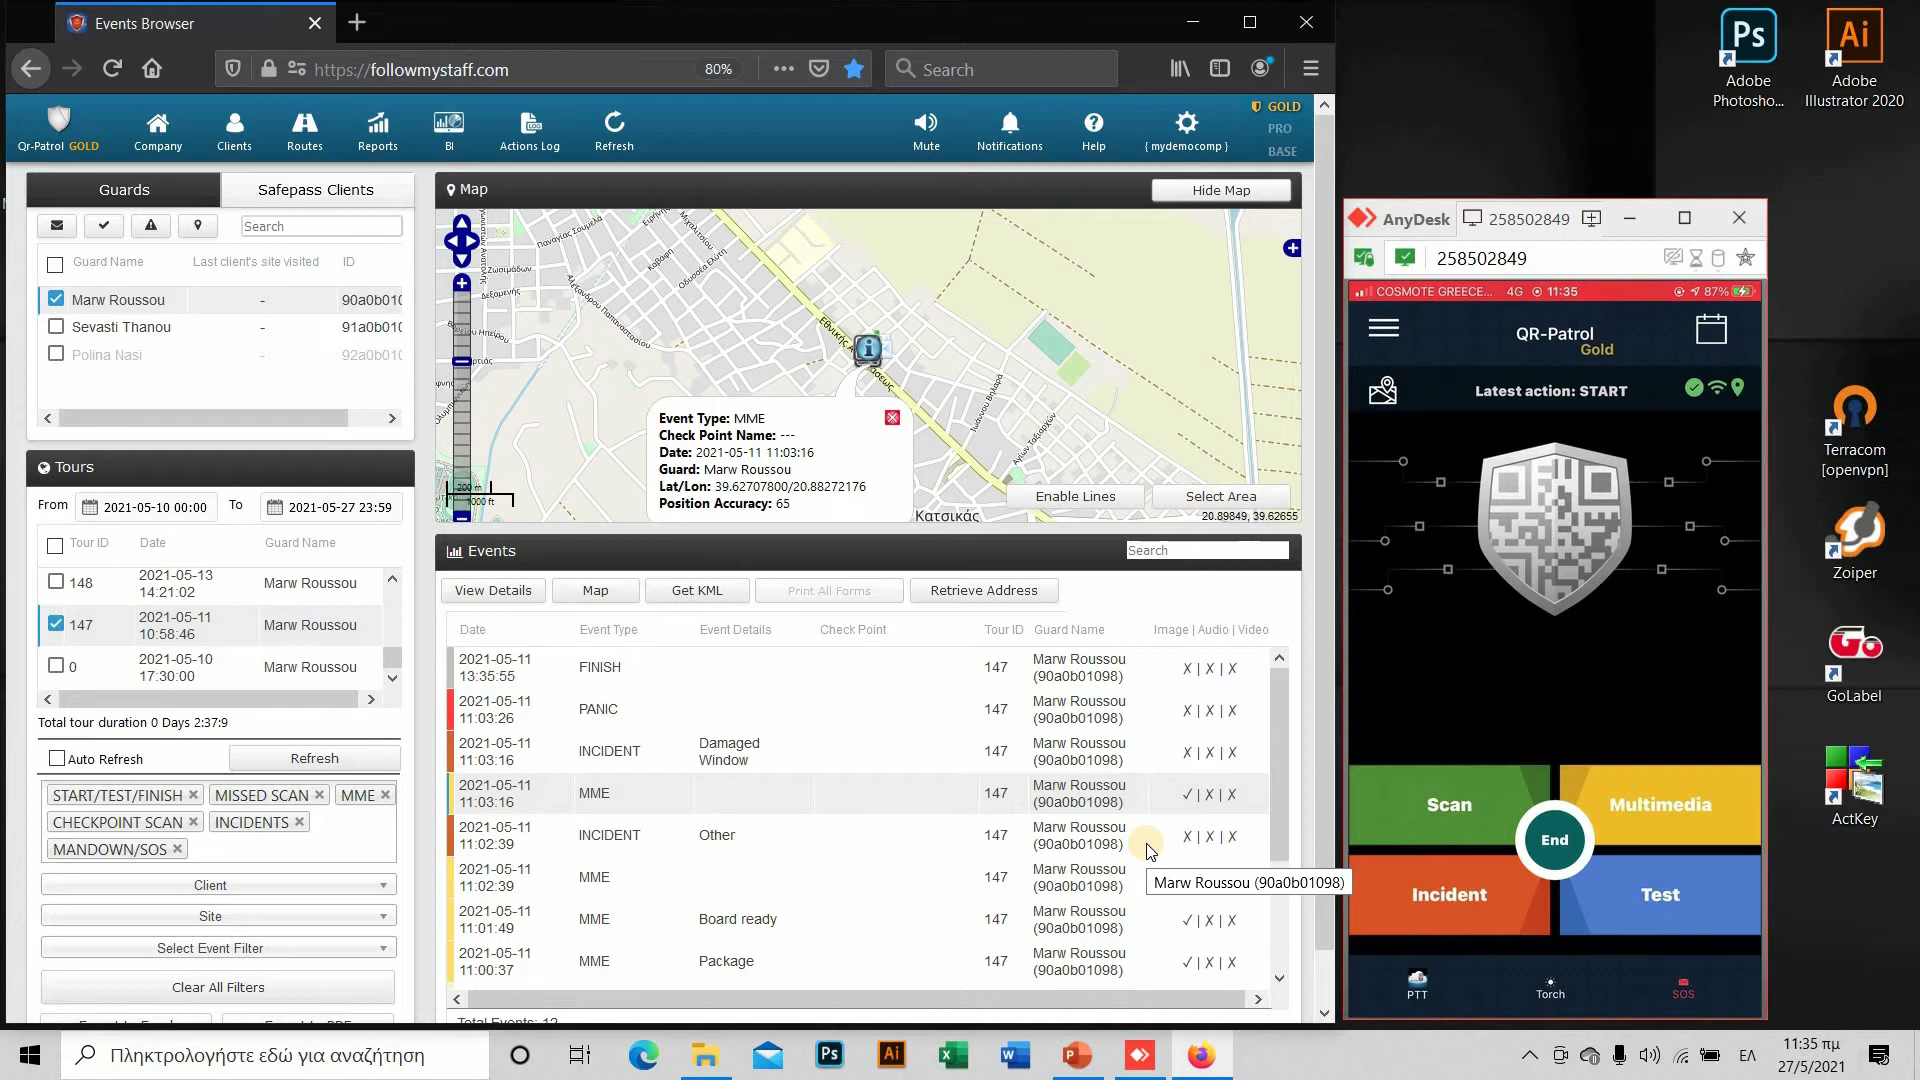 Events Browser
https://followmystaff.com
80%
Search
Qr-Patrol GOLD
Company
Clients
Routes
Reports
BI
Actions Log
Refresh
Mute
Notifications
Help
{ mydemocomp }
GOLD
PRO
BASE
Guards
Safepass Clients
Search
Guard Name
Last client's site visited
ID
Marw Roussou
-
90a0b010
Sevasti Thanou
-
91a0b010
Polina Nasi
-
92a0b010
Tours
From
2021-05-10 00:00
To
2021-05-27 23:59
Tour ID
Date
Guard Name
148
2021-05-13
14:21:02
Marw Roussou
147
2021-05-11
10:58:46
Marw Roussou
0
2021-05-10
17:30:00
Marw Roussou
Total tour duration 0 Days 2:37:9
Auto Refresh
Refresh
START/TEST/FINISH
MISSED SCAN
MME
CHECKPOINT SCAN
INCIDENTS
MANDOWN/SOS
Client
Site
Select Event Filter
Clear All Filters
Map
Hide Map
Event Type: MME
Check Point Name: ---
Date: 2021-05-11 11:03:16
Guard: Marw Roussou
Lat/Lon: 39.62707800/20.88272176
Position Accuracy: 65
200 m
1000 ft
Κατσικάς
Enable Lines
Select Area
20.89849, 39.62655
Events
Search
View Details
Map
Get KML
Print All Forms
Retrieve Address
Date
Event Type
Event Details
Check Point
Tour ID
Guard Name
Image | Audio | Video
2021-05-11
13:35:55
FINISH
147
Marw Roussou
(90a0b01098)
✗ | ✗ | ✗
2021-05-11
11:03:26
PANIC
147
Marw Roussou
(90a0b01098)
✗ | ✗ | ✗
2021-05-11
11:03:16
INCIDENT
Damaged
Window
147
Marw Roussou
(90a0b01098)
✗ | ✗ | ✗
2021-05-11
11:03:16
MME
147
Marw Roussou
(90a0b01098)
✓ | ✗ | ✗
2021-05-11
11:02:39
INCIDENT
Other
147
Marw Roussou
(90a0b01098)
✗ | ✗ | ✗
2021-05-11
11:02:39
MME
147
Marw Roussou
(90a0b01098)
Marw Roussou (90a0b01098)
2021-05-11
11:01:49
MME
Board ready
147
Marw Roussou
(90a0b01098)
✓ | ✗ | ✗
2021-05-11
11:00:37
MME
Package
147
Marw Roussou
(90a0b01098)
✓ | ✗ | ✗
Total Events: 12
AnyDesk
258502849
258502849
COSMOTE GREECE...
4G
11:35
87%
QR-Patrol
Gold
Latest action: START
Scan
Multimedia
End
Incident
Test
PTT
Torch
SOS
Adobe
Photosho...
Adobe
Illustrator 2020
Terracom
[openvpn]
Zoiper
GoLabel
ActKey
Πληκτρολογήστε εδώ για αναζήτηση
ΕΛ
11:35 πμ
27/5/2021